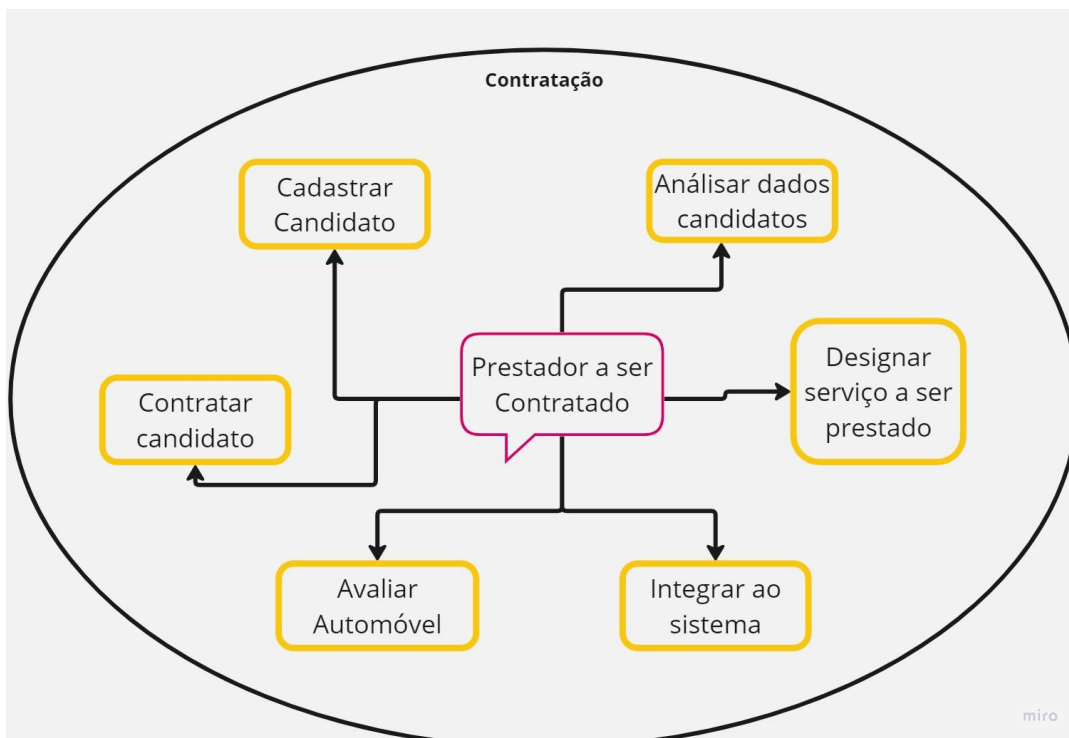 Contratação
Cadastrar
Candidato
Análisar dados
candidatos
Prestador a ser
Contratado
Designar
serviço a ser
prestado
Contratar
candidato
Avaliar
Automóvel
Integrar ao
sistema
miro